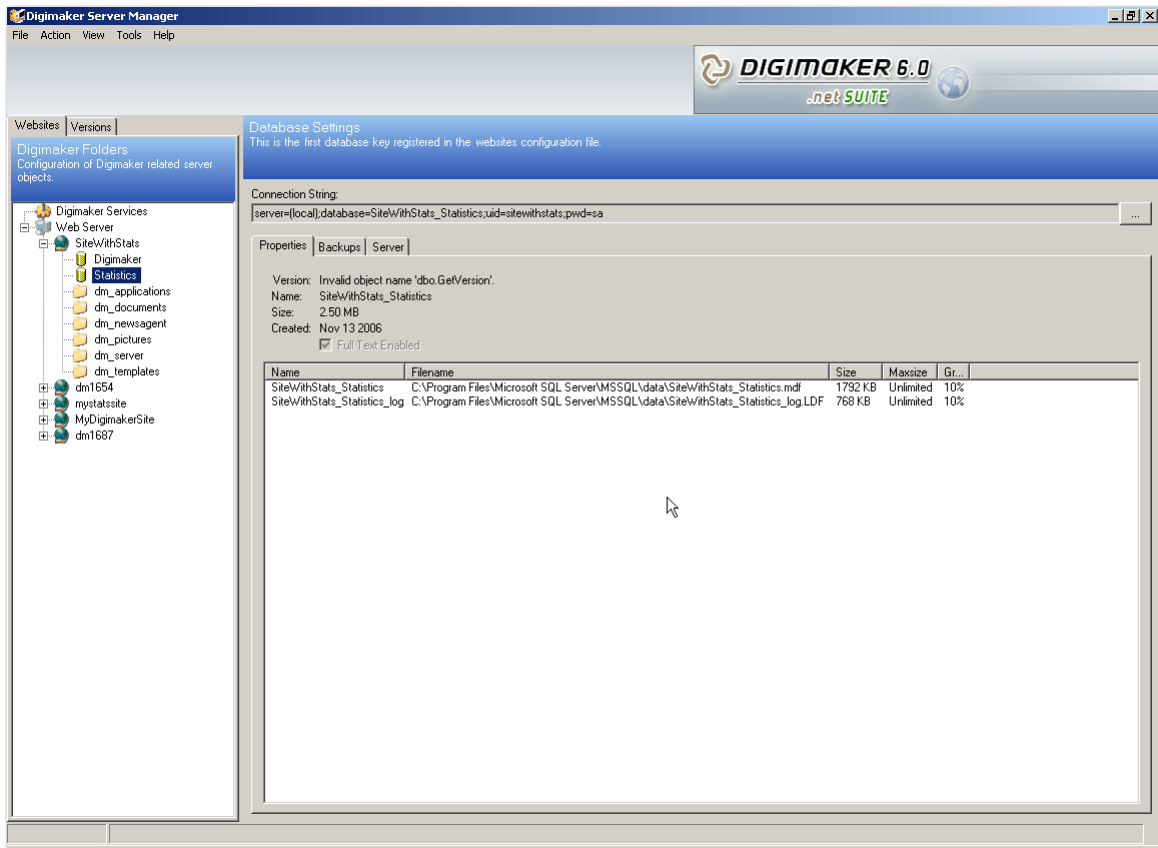 Digimaker Server Manager
File Action View Tools Help
DIGIMAKER 6.0
.net SUITE
Websites Versions
Digimaker Folders
Configuration of Digimaker related server
objects.
Digimaker Services
Web Server
SiteWithStats
Digimaker
Statistics
dm_applications
dm_documents
dm_newsagent
dm_pictures
dm_server
dm_templates
dm1654
mystatssite
MyDigimakerSite
dm1687
Database Settings
This is the first database key registered in the websites configuration file.
Connection String:
server=(local);database=SiteWithStats_Statistics;uid=sitewithstats;pwd=sa
...
Properties Backups Server
Version: Invalid object name 'dbo.GetVersion'.
Name: SiteWithStats_Statistics
Size: 2.50 MB
Created: Nov 13 2006
Full Text Enabled
Name Filename Size Maxsize Gr...
SiteWithStats_Statistics C:\Program Files\Microsoft SQL Server\MSSQL\data\SiteWithStats_Statistics.mdf 1792 KB Unlimited 10%
SiteWithStats_Statistics_log C:\Program Files\Microsoft SQL Server\MSSQL\data\SiteWithStats_Statistics_log.LDF 768 KB Unlimited 10%